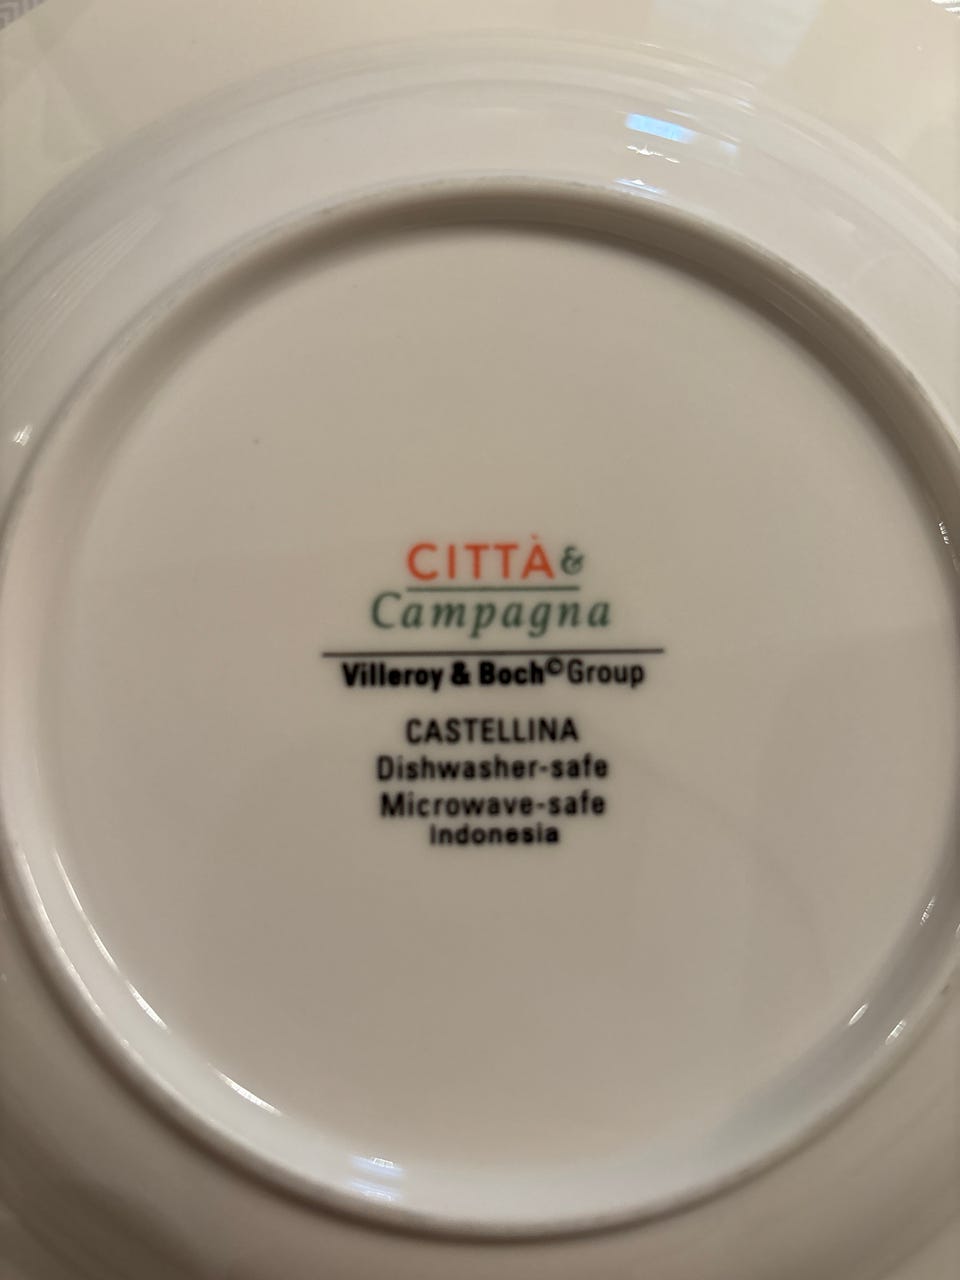 CITTÀ &
Campagna
Villeroy & Boch© Group
CASTELLINA
Dishwasher-safe
Microwave-safe
Indonesia